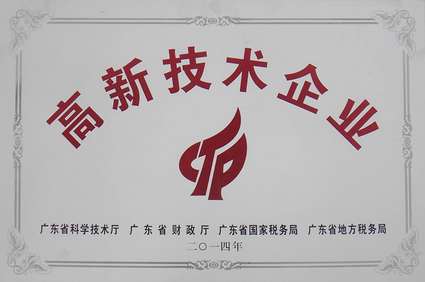 高新技术企业
广东省科学技术厅 广东省财政厅 广东省国家税务局 广东省地方税务局
二〇一四年